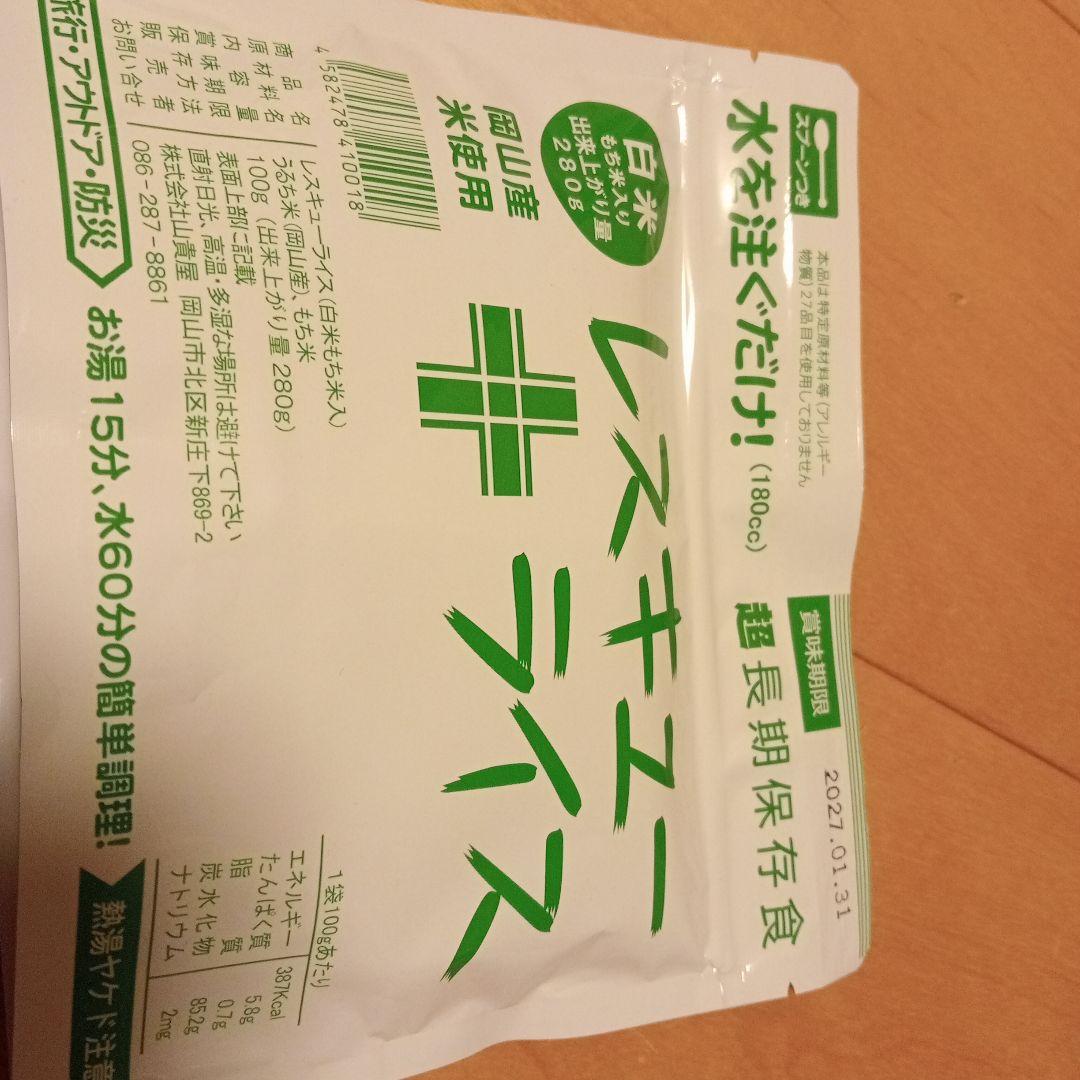 スプーンつき
本品は特定原材料等(アレルギー
物質)27品目を使用しておりません
賞味期限
2027.01.31
水を注ぐだけ!(180cc)
超長期保存食
白米
もち米入り
出来上がり量
280g
岡山産
米使用
レスキュー
ライス
4582478410018
商品名 レスキューライス(白米もち米入)
原材料名 うるち米(岡山産)、もち米
内容量 100g(出来上がり量 280g)
賞味期限 表面上部に記載
保存方法 直射日光、高温・多湿な場所は避けて下さい
販売者 株式会社山貴屋 岡山市北区新庄下869-2
お問い合せ 086-287-8861
1袋100gあたり
エネルギー 387Kcal
たんぱく質 5.8g
脂質 0.7g
炭水化物 85.2g
ナトリウム 2mg
旅行・アウトドア・防災 お湯15分、水60分の簡単調理!
熱湯ヤケド注意